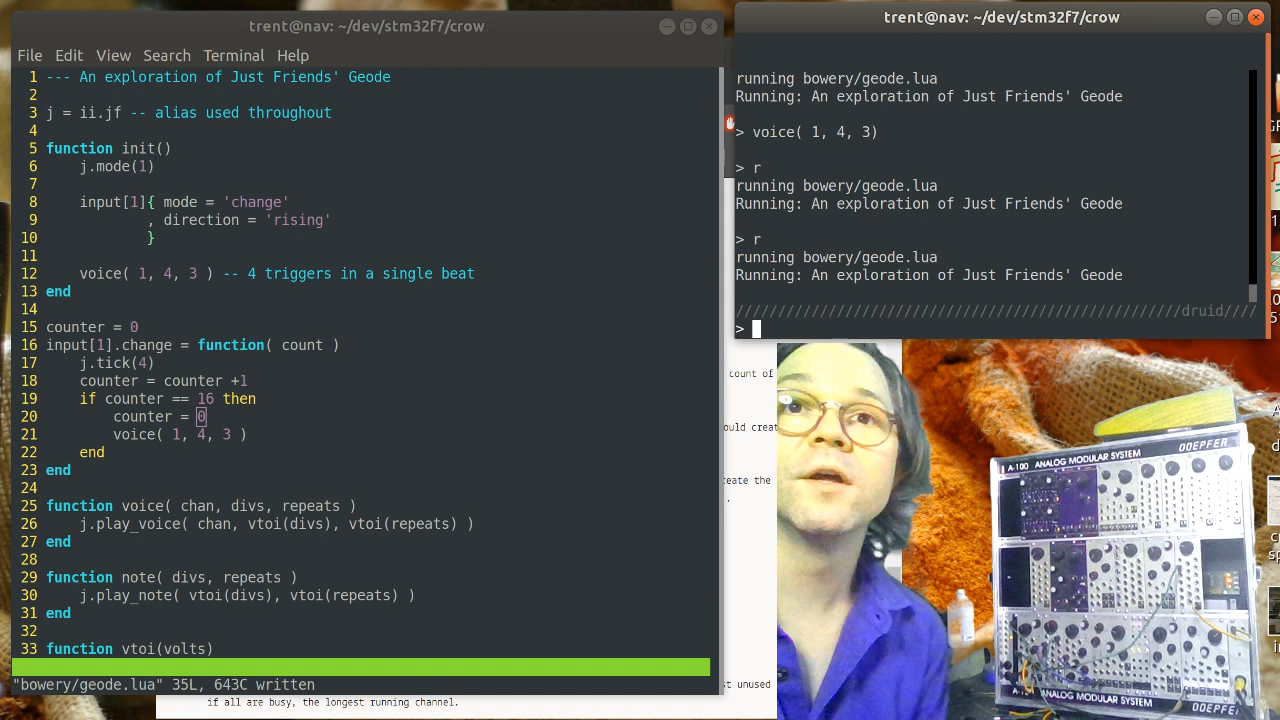 trent@nav: ~/dev/stm32f7/crow
File Edit View Search Terminal Help
1 --- An exploration of Just Friends' Geode
2
3 j = ii.jf -- alias used throughout
4
5 function init()
6 j.mode(1)
7
8 input[1]{ mode = 'change'
9 , direction = 'rising'
10 }
11
12 voice( 1, 4, 3 ) -- 4 triggers in a single beat
13 end
14
15 counter = 0
16 input[1].change = function( count )
17 j.tick(4)
18 counter = counter +1
19 if counter == 16 then
20 counter = 0
21 voice( 1, 4, 3 )
22 end
23 end
24
25 function voice( chan, divs, repeats )
26 j.play_voice( chan, vtoi(divs), vtoi(repeats) )
27 end
28
29 function note( divs, repeats )
30 j.play_note( vtoi(divs), vtoi(repeats) )
31 end
32
33 function vtoi(volts)
"bowery/geode.lua" 35L, 643C written
trent@nav: ~/dev/stm32f7/crow
running bowery/geode.lua
Running: An exploration of Just Friends' Geode
> voice( 1, 4, 3)
> r
running bowery/geode.lua
Running: An exploration of Just Friends' Geode
> r
running bowery/geode.lua
Running: An exploration of Just Friends' Geode
/////////////////////////////////////////////////////druid////
>
count of
ould creat
reate the
.
st unused
if all are busy, the longest running channel.
A-100 ANALOG MODULAR SYSTEM DOEPFER
ANALOG MODULAR SYSTEM DOEPFER